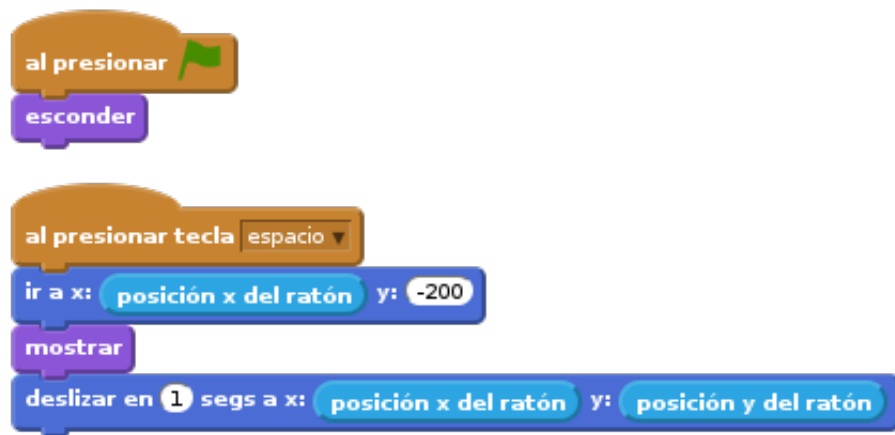 al presionar
esconder
al presionar tecla espacio
ir a x: posición x del ratón y: -200
mostrar
deslizar en 1 segs a x: posición x del ratón y: posición y del ratón